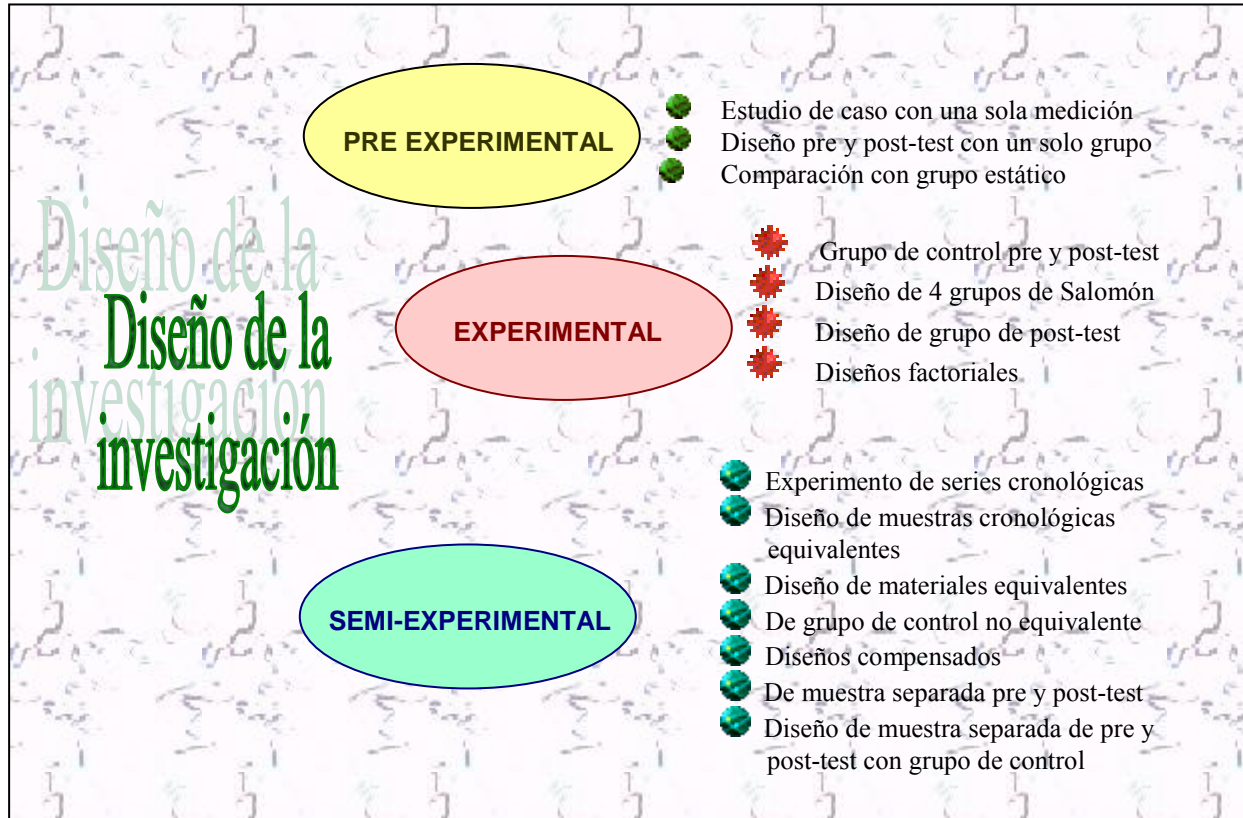 Diseño de la
investigación
PRE EXPERIMENTAL
Estudio de caso con una sola medición
Diseño pre y post-test con un solo grupo
Comparación con grupo estático
EXPERIMENTAL
Grupo de control pre y post-test
Diseño de 4 grupos de Salomón
Diseño de grupo de post-test
Diseños factoriales
SEMI-EXPERIMENTAL
Experimento de series cronológicas
Diseño de muestras cronológicas
equivalentes
Diseño de materiales equivalentes
De grupo de control no equivalente
Diseños compensados
De muestra separada pre y post-test
Diseño de muestra separada de pre y
post-test con grupo de control